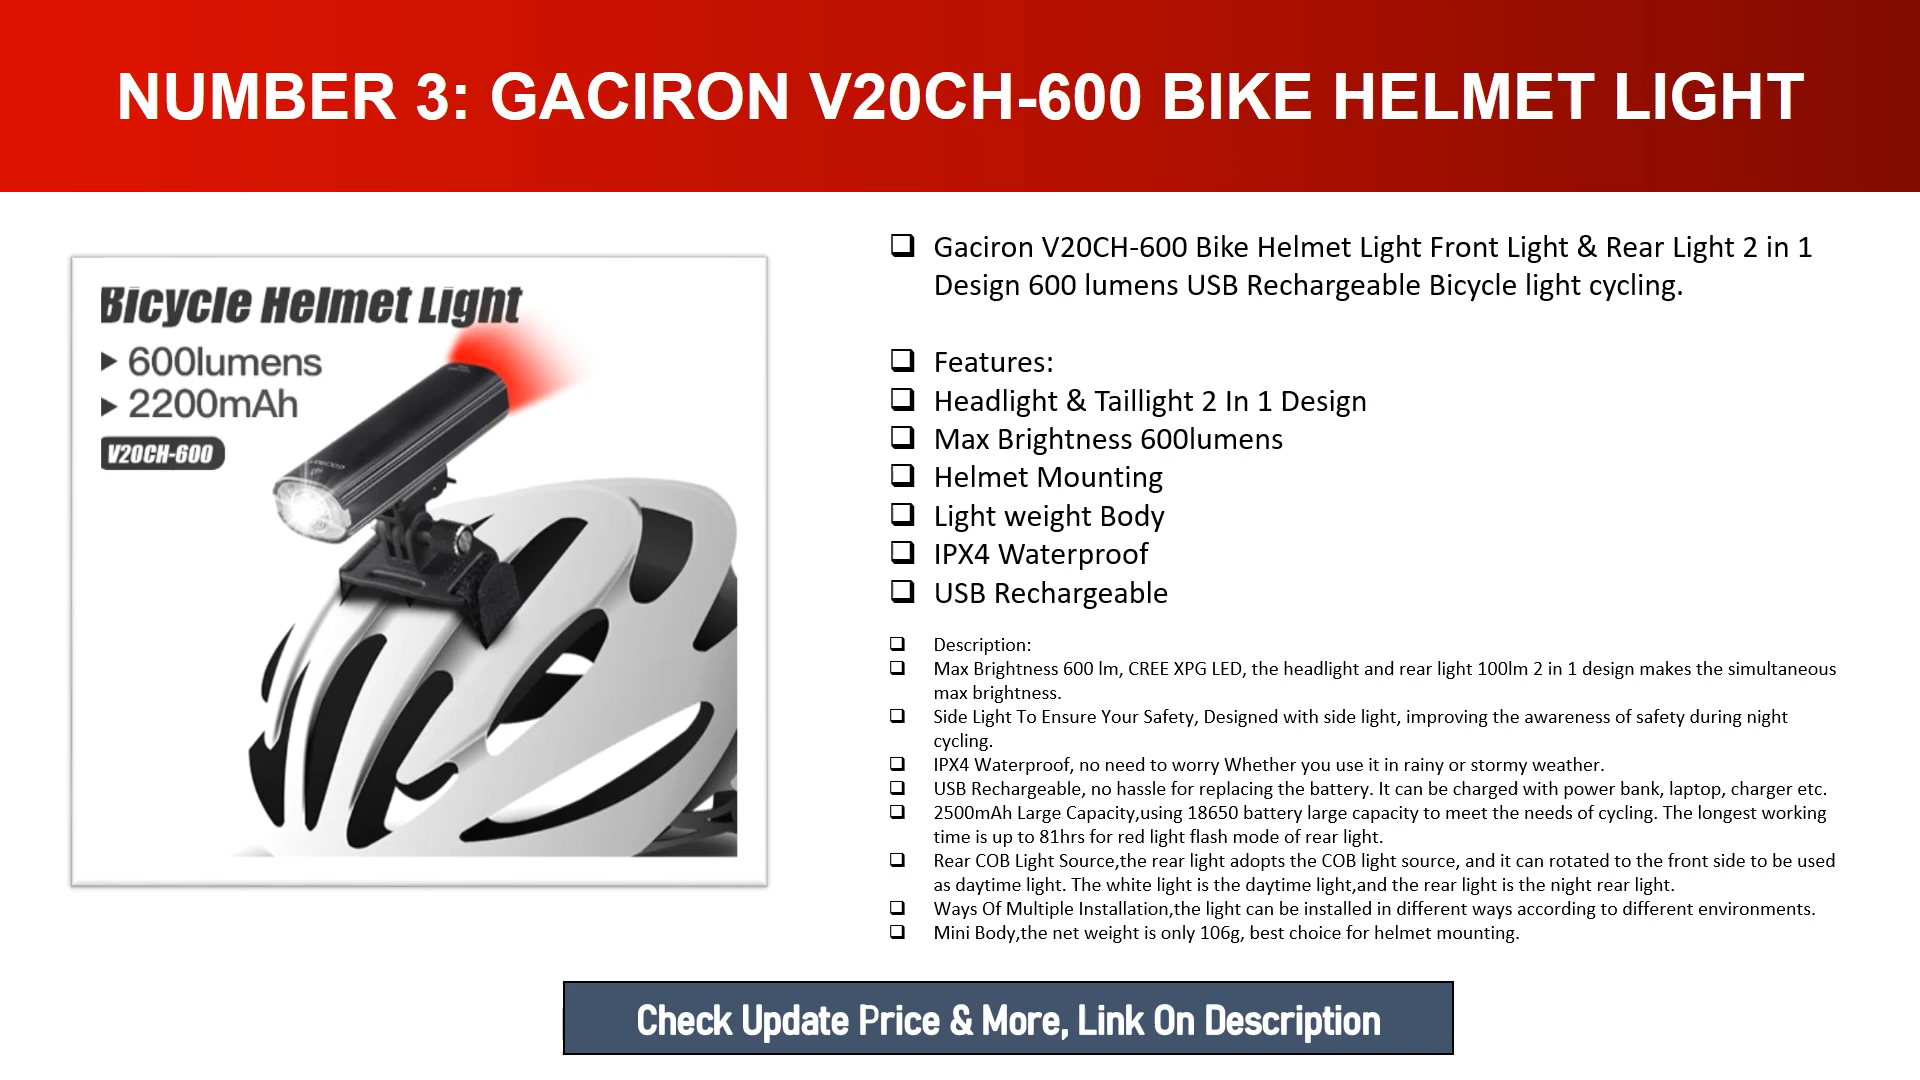 NUMBER 3: GACIRON V20CH-600 BIKE HELMET LIGHT
Bicycle Helmet Light
600lumens
2200mAh
V20CH-600
Gaciron V20CH-600 Bike Helmet Light Front Light & Rear Light 2 in 1
Design 600 lumens USB Rechargeable Bicycle light cycling.
Features:
Headlight & Taillight 2 In 1 Design
Max Brightness 600lumens
Helmet Mounting
Light weight Body
IPX4 Waterproof
USB Rechargeable
Description:
Max Brightness 600 lm, CREE XPG LED, the headlight and rear light 100lm 2 in 1 design makes the simultaneous
max brightness.
Side Light To Ensure Your Safety, Designed with side light, improving the awareness of safety during night
cycling.
IPX4 Waterproof, no need to worry Whether you use it in rainy or stormy weather.
USB Rechargeable, no hassle for replacing the battery. It can be charged with power bank, laptop, charger etc.
2500mAh Large Capacity,using 18650 battery large capacity to meet the needs of cycling. The longest working
time is up to 81hrs for red light flash mode of rear light.
Rear COB Light Source,the rear light adopts the COB light source, and it can rotated to the front side to be used
as daytime light. The white light is the daytime light,and the rear light is the night rear light.
Ways Of Multiple Installation,the light can be installed in different ways according to different environments.
Mini Body,the net weight is only 106g, best choice for helmet mounting.
Check Update Price & More, Link On Description